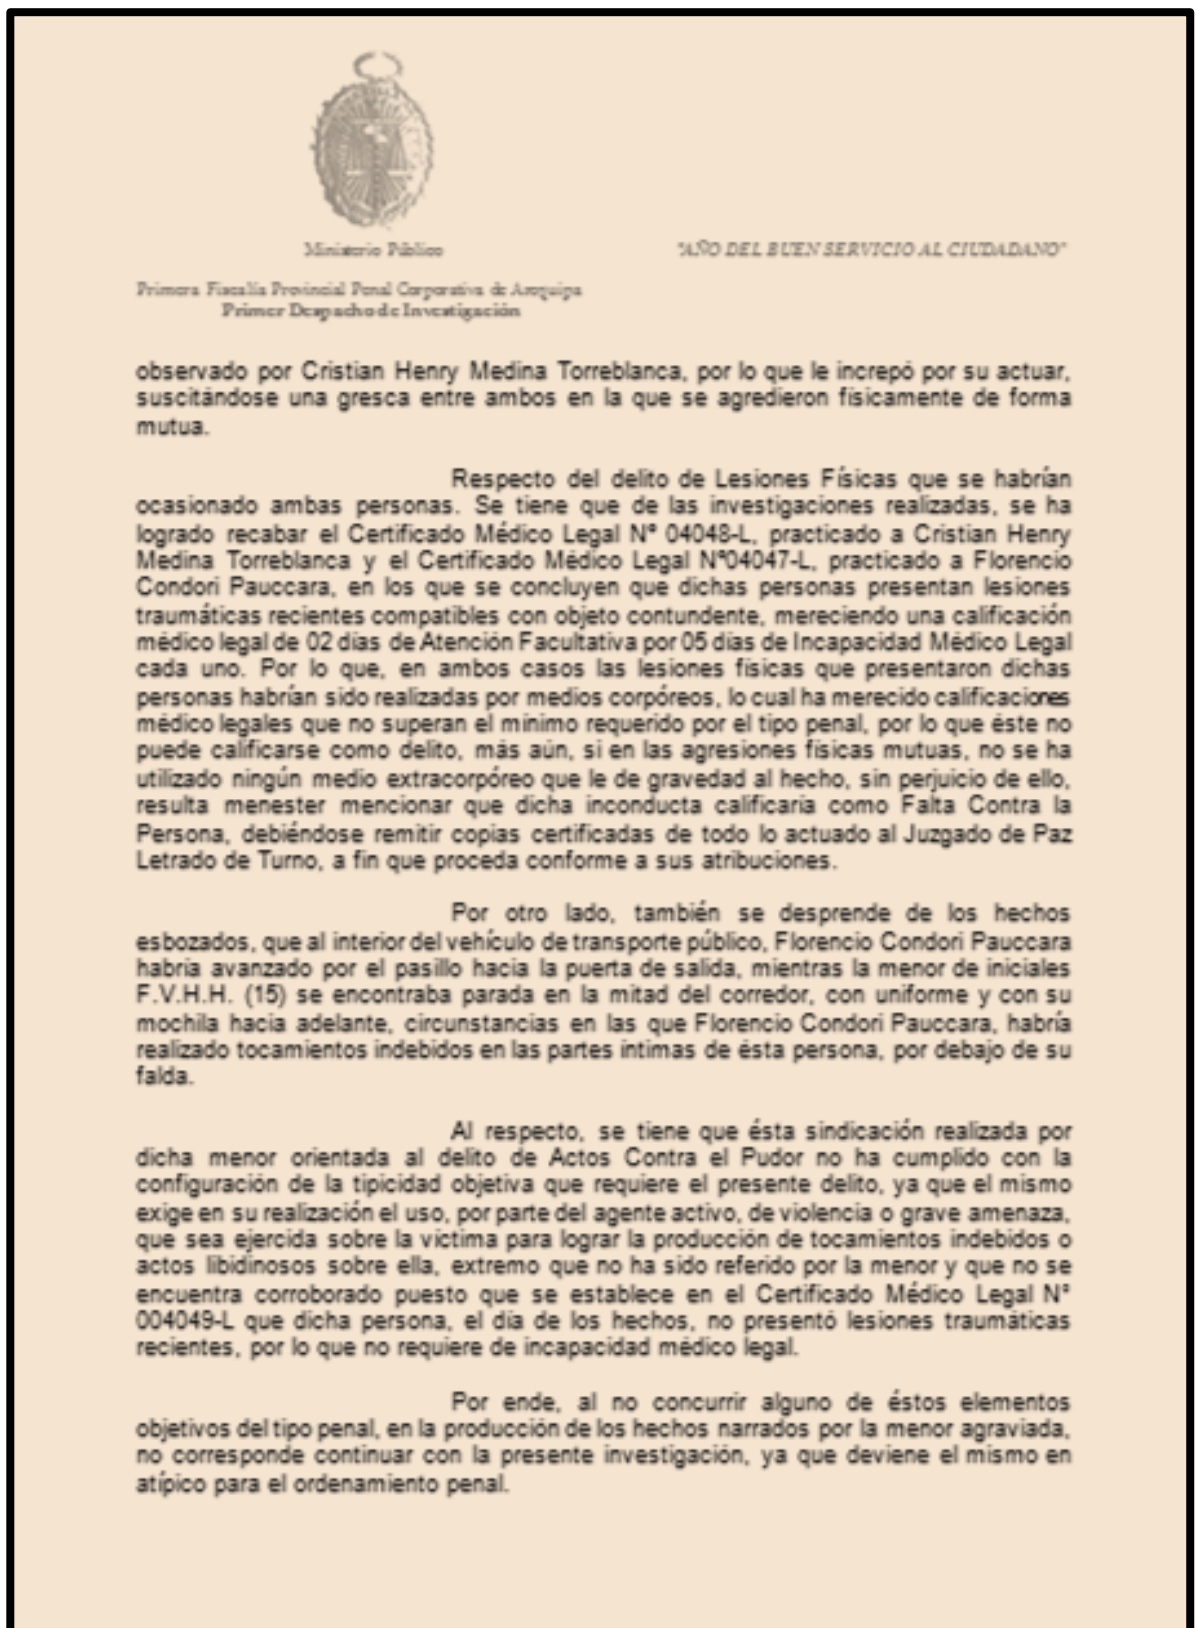 Ministerio Público
"AÑO DEL BUEN SERVICIO AL CIUDADANO"
Primera Fiscalía Provincial Penal Corporativa de Arequipa
Primer Despacho de Investigación
observado por Cristian Henry Medina Torreblanca, por lo que le increpó por su actuar,
suscitándose una gresca entre ambos en la que se agredieron físicamente de forma
mutua.
Respecto del delito de Lesiones Físicas que se habrían
ocasionado ambas personas. Se tiene que de las investigaciones realizadas, se ha
logrado recabar el Certificado Médico Legal N° 04048-L, practicado a Cristian Henry
Medina Torreblanca y el Certificado Médico Legal N°04047-L, practicado a Florencio
Condori Pauccara, en los que se concluyen que dichas personas presentan lesiones
traumáticas recientes compatibles con objeto contundente, mereciendo una calificación
médico legal de 02 días de Atención Facultativa por 05 días de Incapacidad Médico Legal
cada uno. Por lo que, en ambos casos las lesiones físicas que presentaron dichas
personas habrían sido realizadas por medios corpóreos, lo cual ha merecido calificaciones
médico legales que no superan el mínimo requerido por el tipo penal, por lo que éste no
puede calificarse como delito, más aún, si en las agresiones físicas mutuas, no se ha
utilizado ningún medio extracorpóreo que le de gravedad al hecho, sin perjuicio de ello,
resulta menester mencionar que dicha inconducta calificaría como Falta Contra la
Persona, debiéndose remitir copias certificadas de todo lo actuado al Juzgado de Paz
Letrado de Turno, a fin que proceda conforme a sus atribuciones.
Por otro lado, también se desprende de los hechos
esbozados, que al interior del vehículo de transporte público, Florencio Condori Pauccara
habría avanzado por el pasillo hacia la puerta de salida, mientras la menor de iniciales
F.V.H.H. (15) se encontraba parada en la mitad del corredor, con uniforme y con su
mochila hacia adelante, circunstancias en las que Florencio Condori Pauccara, habría
realizado tocamientos indebidos en las partes íntimas de ésta persona, por debajo de su
falda.
Al respecto, se tiene que ésta sindicación realizada por
dicha menor orientada al delito de Actos Contra el Pudor no ha cumplido con la
configuración de la tipicidad objetiva que requiere el presente delito, ya que el mismo
exige en su realización el uso, por parte del agente activo, de violencia o grave amenaza,
que sea ejercida sobre la víctima para lograr la producción de tocamientos indebidos o
actos libidinosos sobre ella, extremo que no ha sido referido por la menor y que no se
encuentra corroborado puesto que se establece en el Certificado Médico Legal N°
004049-L que dicha persona, el día de los hechos, no presentó lesiones traumáticas
recientes, por lo que no requiere de incapacidad médico legal.
Por ende, al no concurrir alguno de éstos elementos
objetivos del tipo penal, en la producción de los hechos narrados por la menor agraviada,
no corresponde continuar con la presente investigación, ya que deviene el mismo en
atípico para el ordenamiento penal.